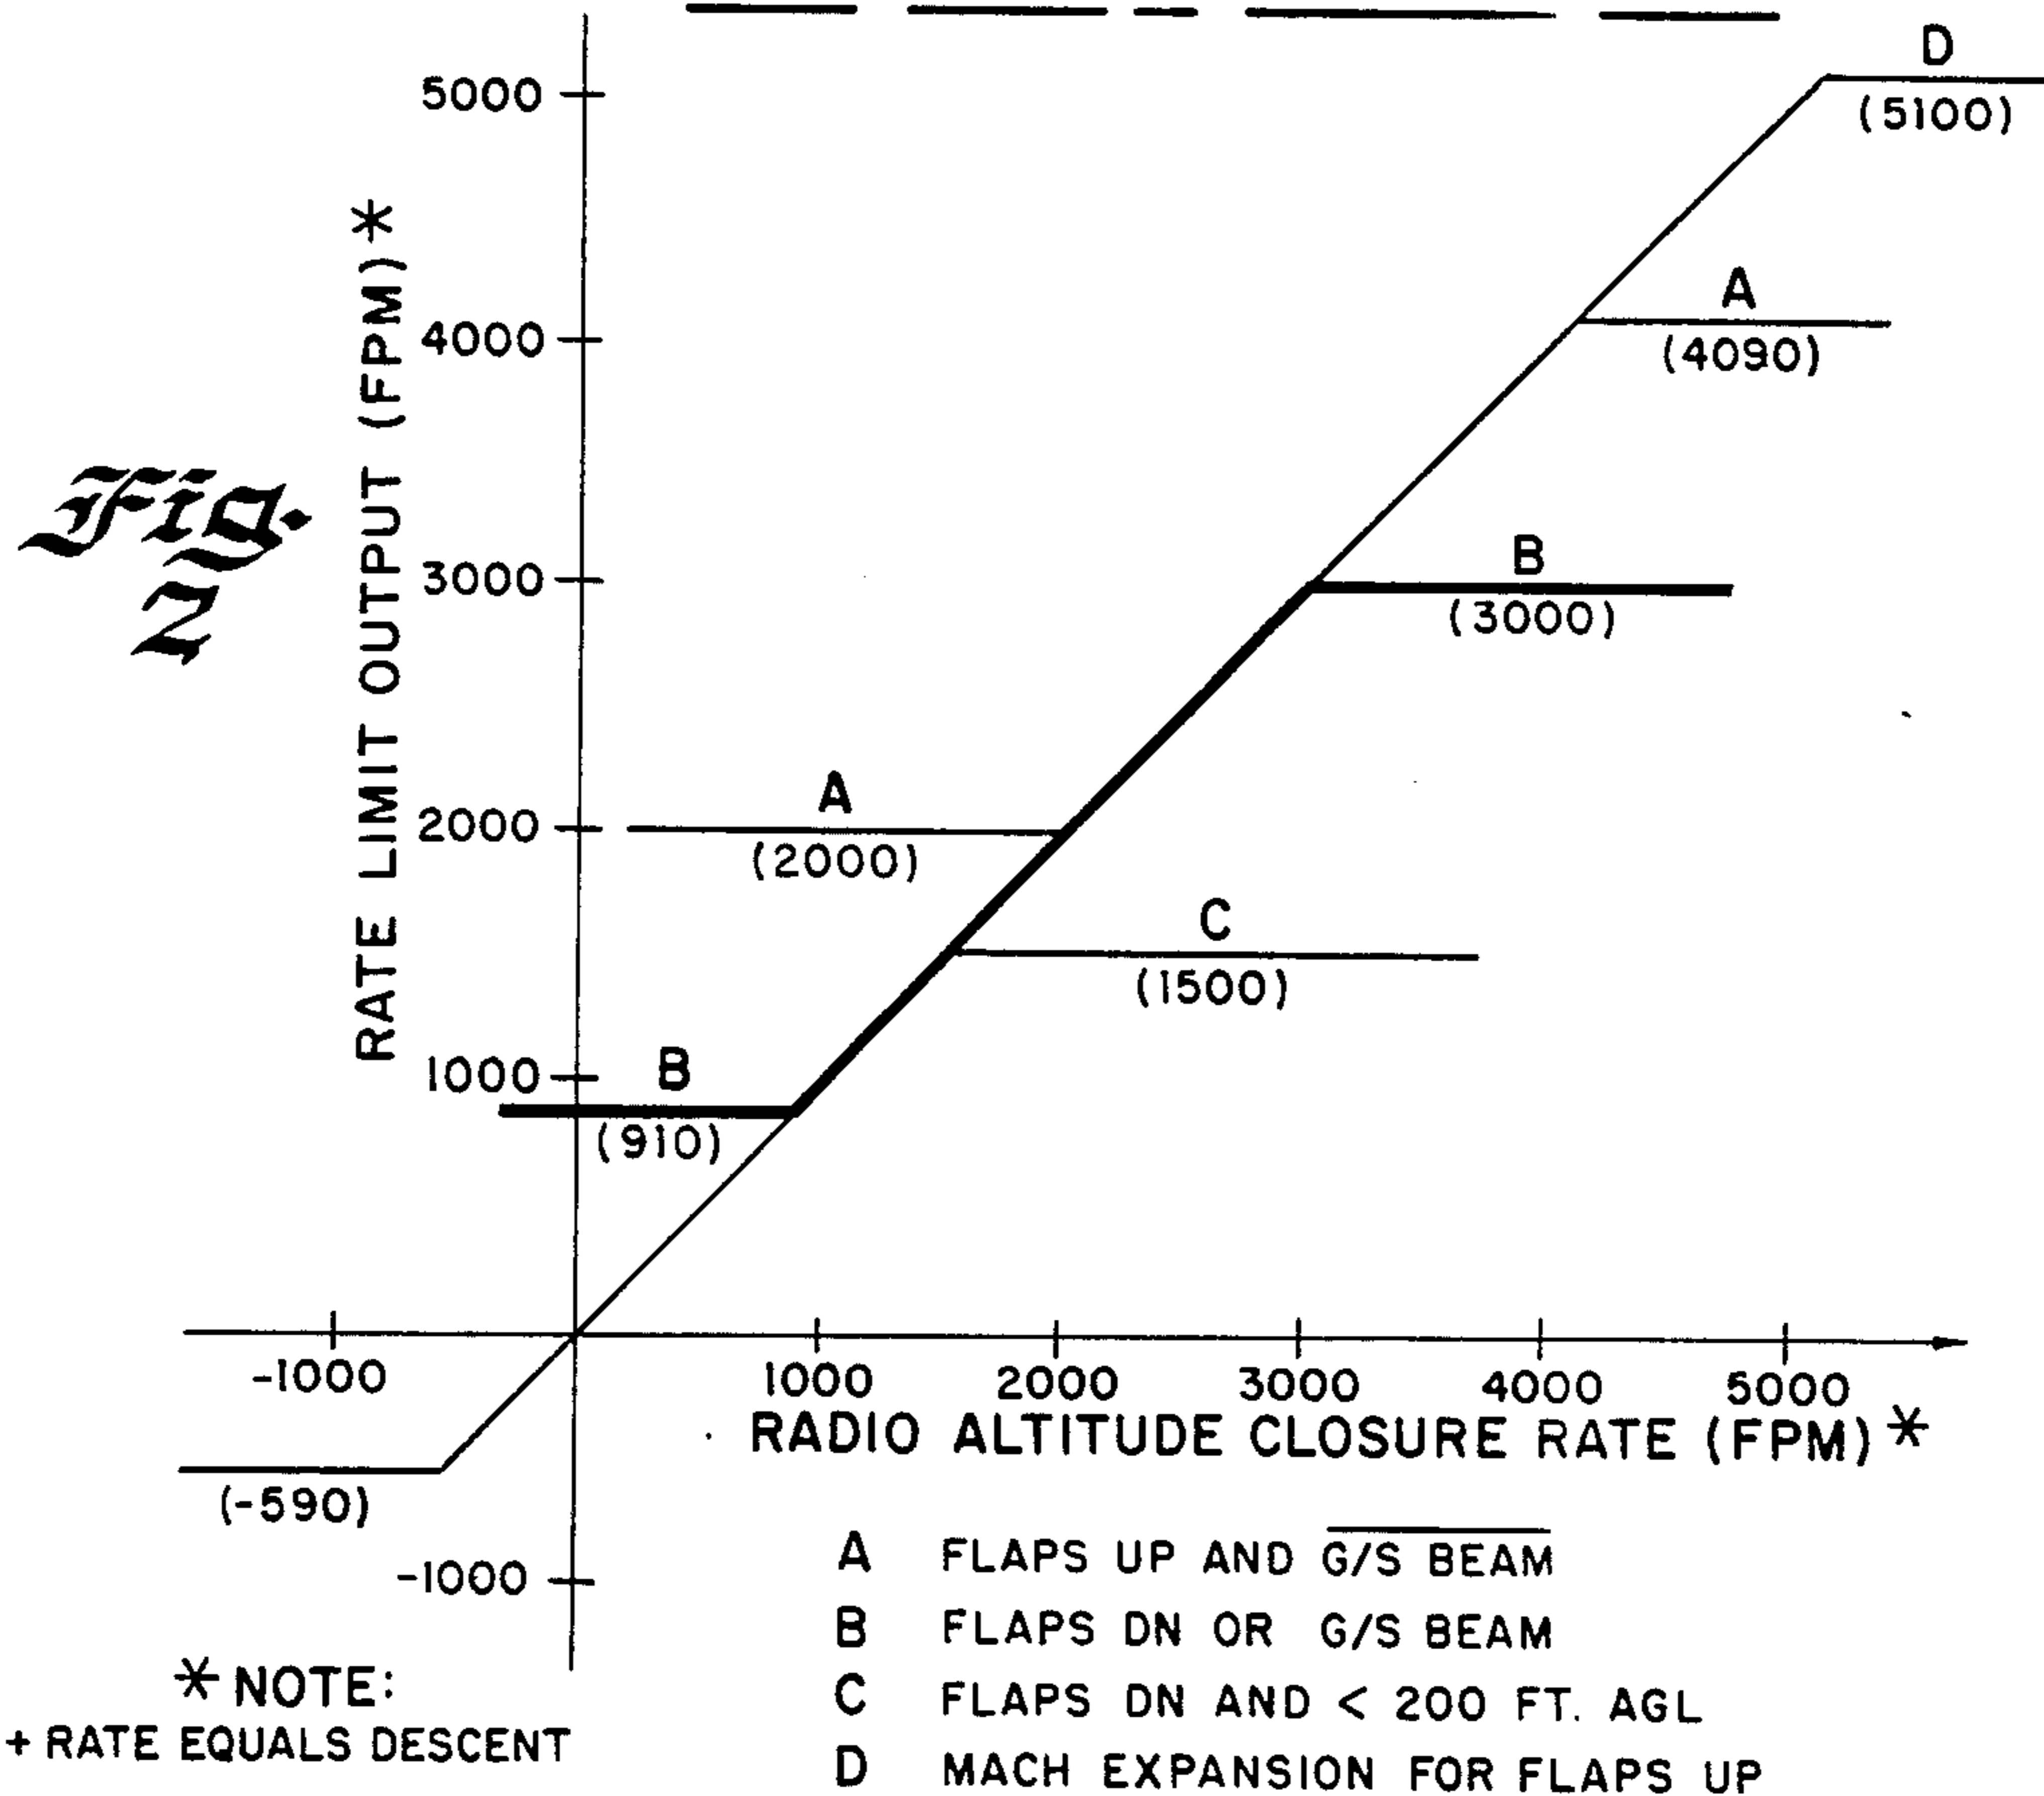 D
5000
(5100)
RATE LIMIT OUTPUT (FPM)*
A
4000
(4090)
Fig.
2
B
3000
(3000)
A
2000
(2000)
C
(1500)
1000
B
(910)
-1000
1000 2000 3000 4000 5000
RADIO ALTITUDE CLOSURE RATE (FPM)*
(-590)
-1000
A FLAPS UP AND G/S BEAM
B FLAPS DN OR G/S BEAM
C FLAPS DN AND < 200 FT. AGL
D MACH EXPANSION FOR FLAPS UP
* NOTE:
+ RATE EQUALS DESCENT